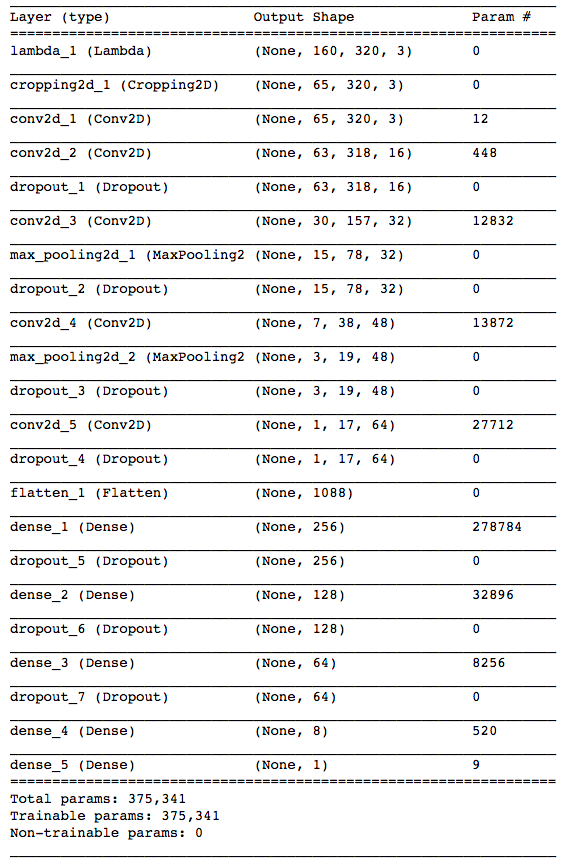 Layer (type) Output Shape Param #
lambda_1 (Lambda) (None, 160, 320, 3) 0
cropping2d_1 (Cropping2D) (None, 65, 320, 3) 0
conv2d_1 (Conv2D) (None, 65, 320, 3) 12
conv2d_2 (Conv2D) (None, 63, 318, 16) 448
dropout_1 (Dropout) (None, 63, 318, 16) 0
conv2d_3 (Conv2D) (None, 30, 157, 32) 12832
max_pooling2d_1 (MaxPooling2 (None, 15, 78, 32) 0
dropout_2 (Dropout) (None, 15, 78, 32) 0
conv2d_4 (Conv2D) (None, 7, 38, 48) 13872
max_pooling2d_2 (MaxPooling2 (None, 3, 19, 48) 0
dropout_3 (Dropout) (None, 3, 19, 48) 0
conv2d_5 (Conv2D) (None, 1, 17, 64) 27712
dropout_4 (Dropout) (None, 1, 17, 64) 0
flatten_1 (Flatten) (None, 1088) 0
dense_1 (Dense) (None, 256) 278784
dropout_5 (Dropout) (None, 256) 0
dense_2 (Dense) (None, 128) 32896
dropout_6 (Dropout) (None, 128) 0
dense_3 (Dense) (None, 64) 8256
dropout_7 (Dropout) (None, 64) 0
dense_4 (Dense) (None, 8) 520
dense_5 (Dense) (None, 1) 9
Total params: 375,341
Trainable params: 375,341
Non-trainable params: 0